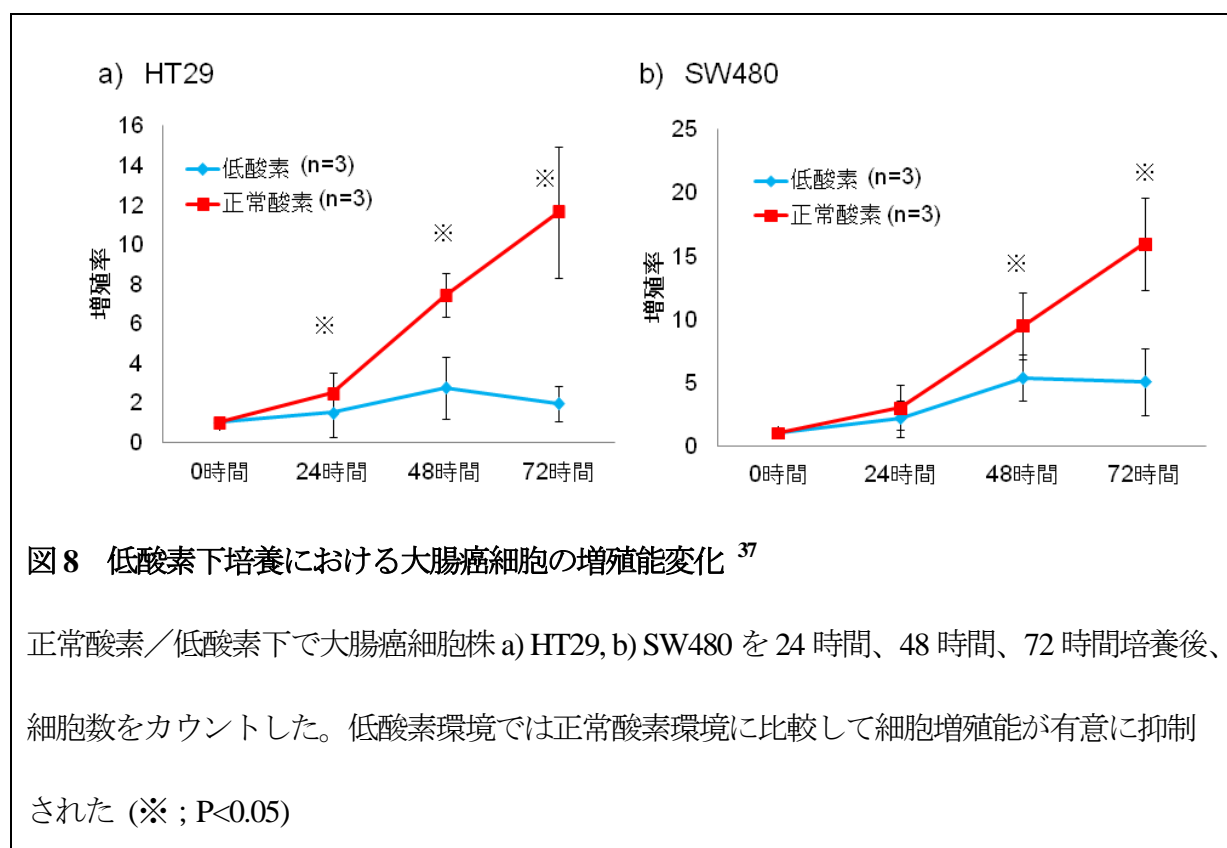 a) HT29
16
14
12
10
8
6
4
2
0
増殖率
低酸素 (n=3)
正常酸素 (n=3)
※
※
※
0時間 24時間 48時間 72時間
b) SW480
25
20
15
10
5
0
増殖率
低酸素 (n=3)
正常酸素 (n=3)
※
※
0時間 24時間 48時間 72時間
図 8 低酸素下培養における大腸癌細胞の増殖能変化 37
正常酸素／低酸素下で大腸癌細胞株 a) HT29, b) SW480 を 24 時間、48 時間、72 時間培養後、
細胞数をカウントした。低酸素環境では正常酸素環境に比較して細胞増殖能が有意に抑制
された (※ ; P<0.05)